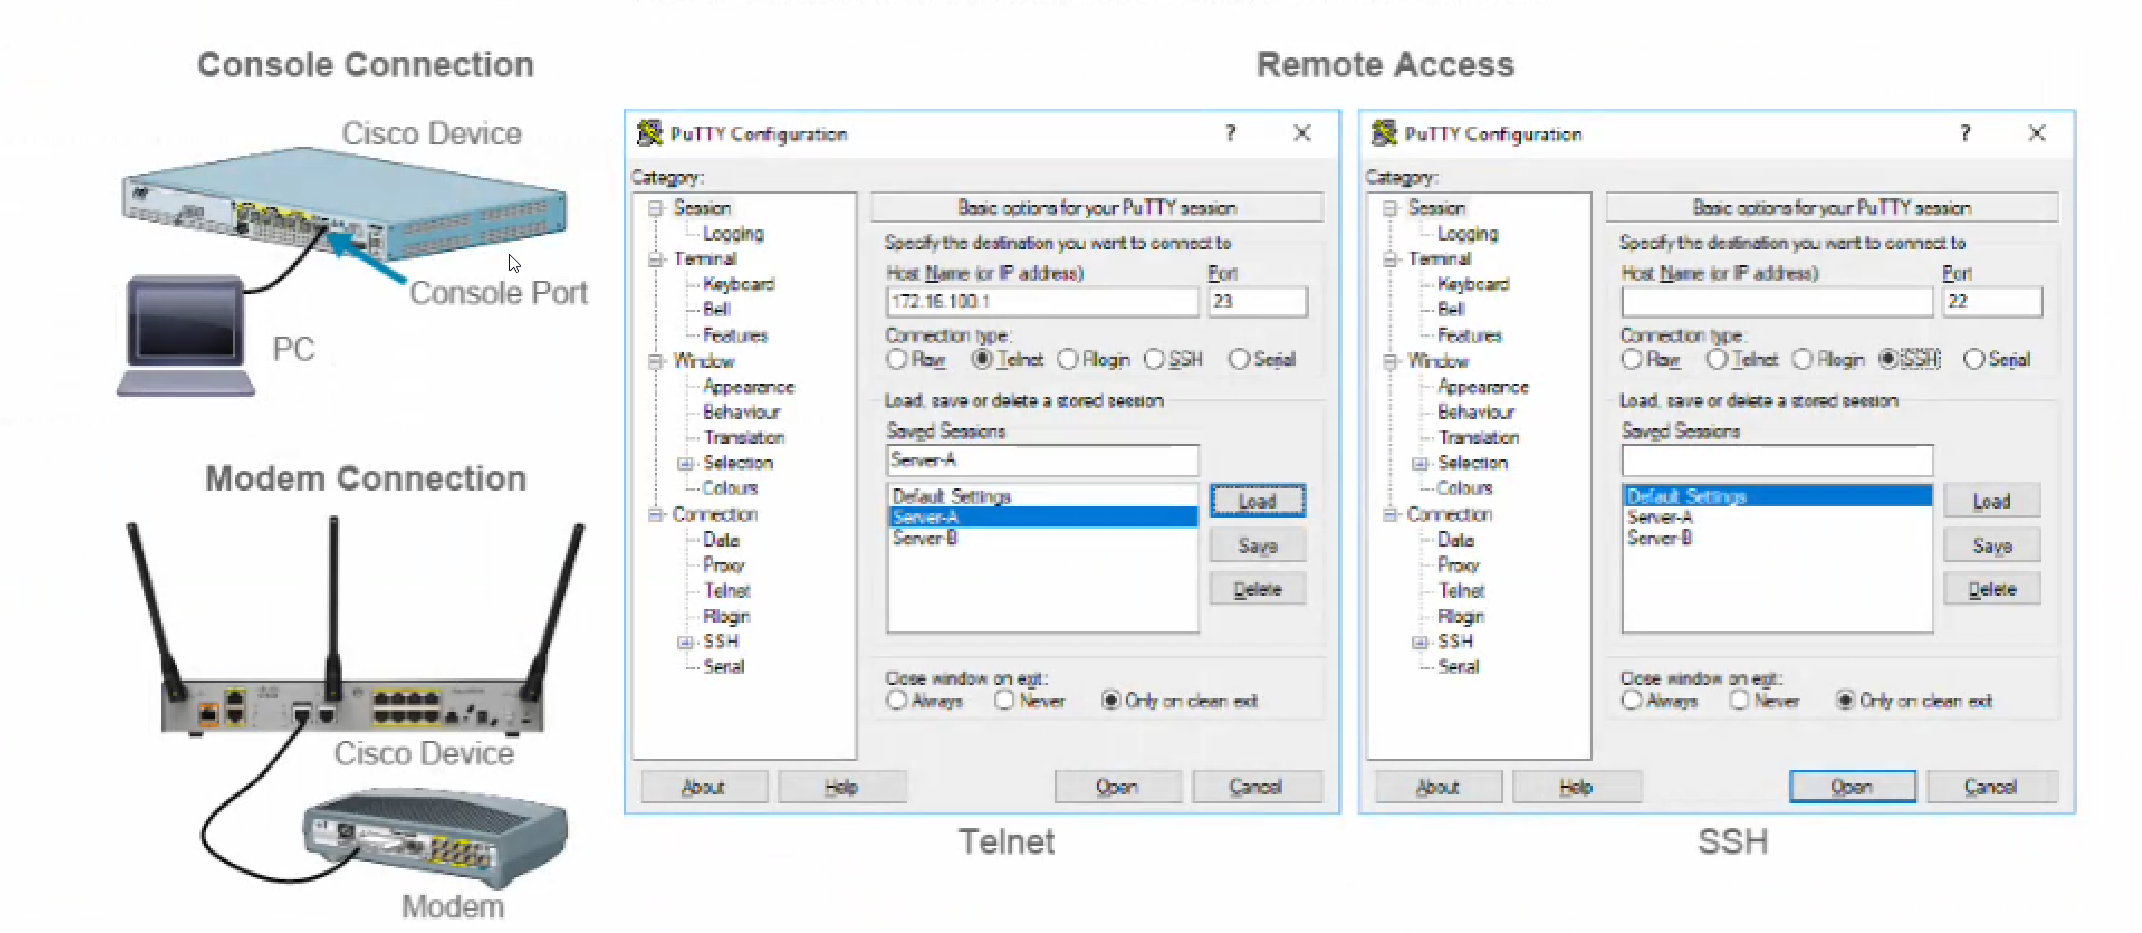 Console Connection
Remote Access
Cisco Device
Console Port
PC
Modem Connection
Cisco Device
Modem
PuTTY Configuration
?
Category:
Session
Logging
Terminal
Keyboard
Bell
Features
Window
Appearance
Behaviour
Translation
Selection
Colours
Connection
Data
Proxy
Telnet
Rlogin
SSH
Serial
Basic options for your PuTTY session
Specify the destination you want to connect to
Host Name (or IP address) Port
172.16.100.1 23
Connection type:
Raw Telnet Rlogin SSH Serial
Load, save or delete a stored session
Saved Sessions
Server-A
Default Settings
Server-A
Server-B
Load
Save
Delete
Close window on exit:
Always Never Only on clean exit
About Help Open Cancel
Telnet
PuTTY Configuration
?
Category:
Session
Logging
Terminal
Keyboard
Bell
Features
Window
Appearance
Behaviour
Translation
Selection
Colours
Connection
Data
Proxy
Telnet
Rlogin
SSH
Serial
Basic options for your PuTTY session
Specify the destination you want to connect to
Host Name (or IP address) Port
22
Connection type:
Raw Telnet Rlogin SSH Serial
Load, save or delete a stored session
Saved Sessions
Default Settings
Server-A
Server-B
Load
Save
Delete
Close window on exit:
Always Never Only on clean exit
About Help Open Cancel
SSH